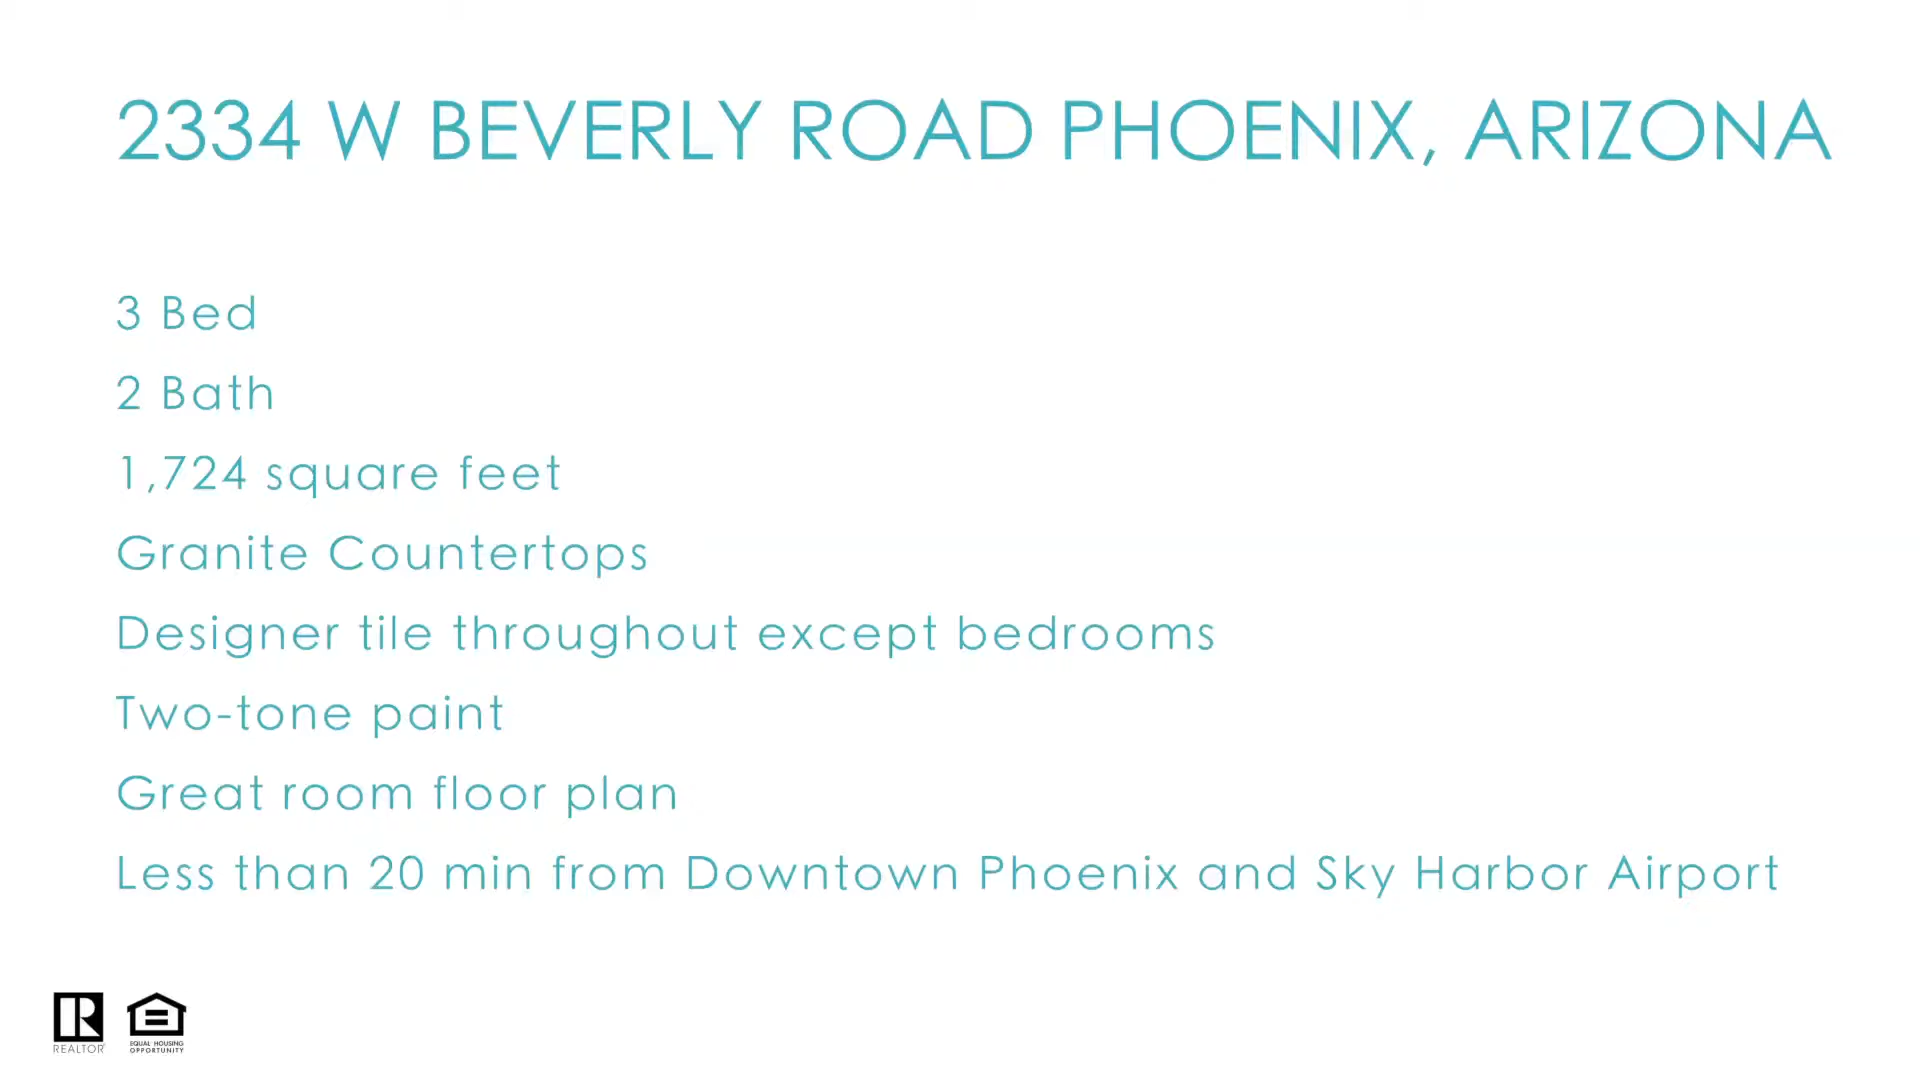 2334 W BEVERLY ROAD PHOENIX, ARIZONA
3 Bed
2 Bath
1,724 square feet
Granite Countertops
Designer tile throughout except bedrooms
Two-tone paint
Great room floor plan
Less than 20 min from Downtown Phoenix and Sky Harbor Airport
R
REALTOR®
EQUAL HOUSING
OPPORTUNITY